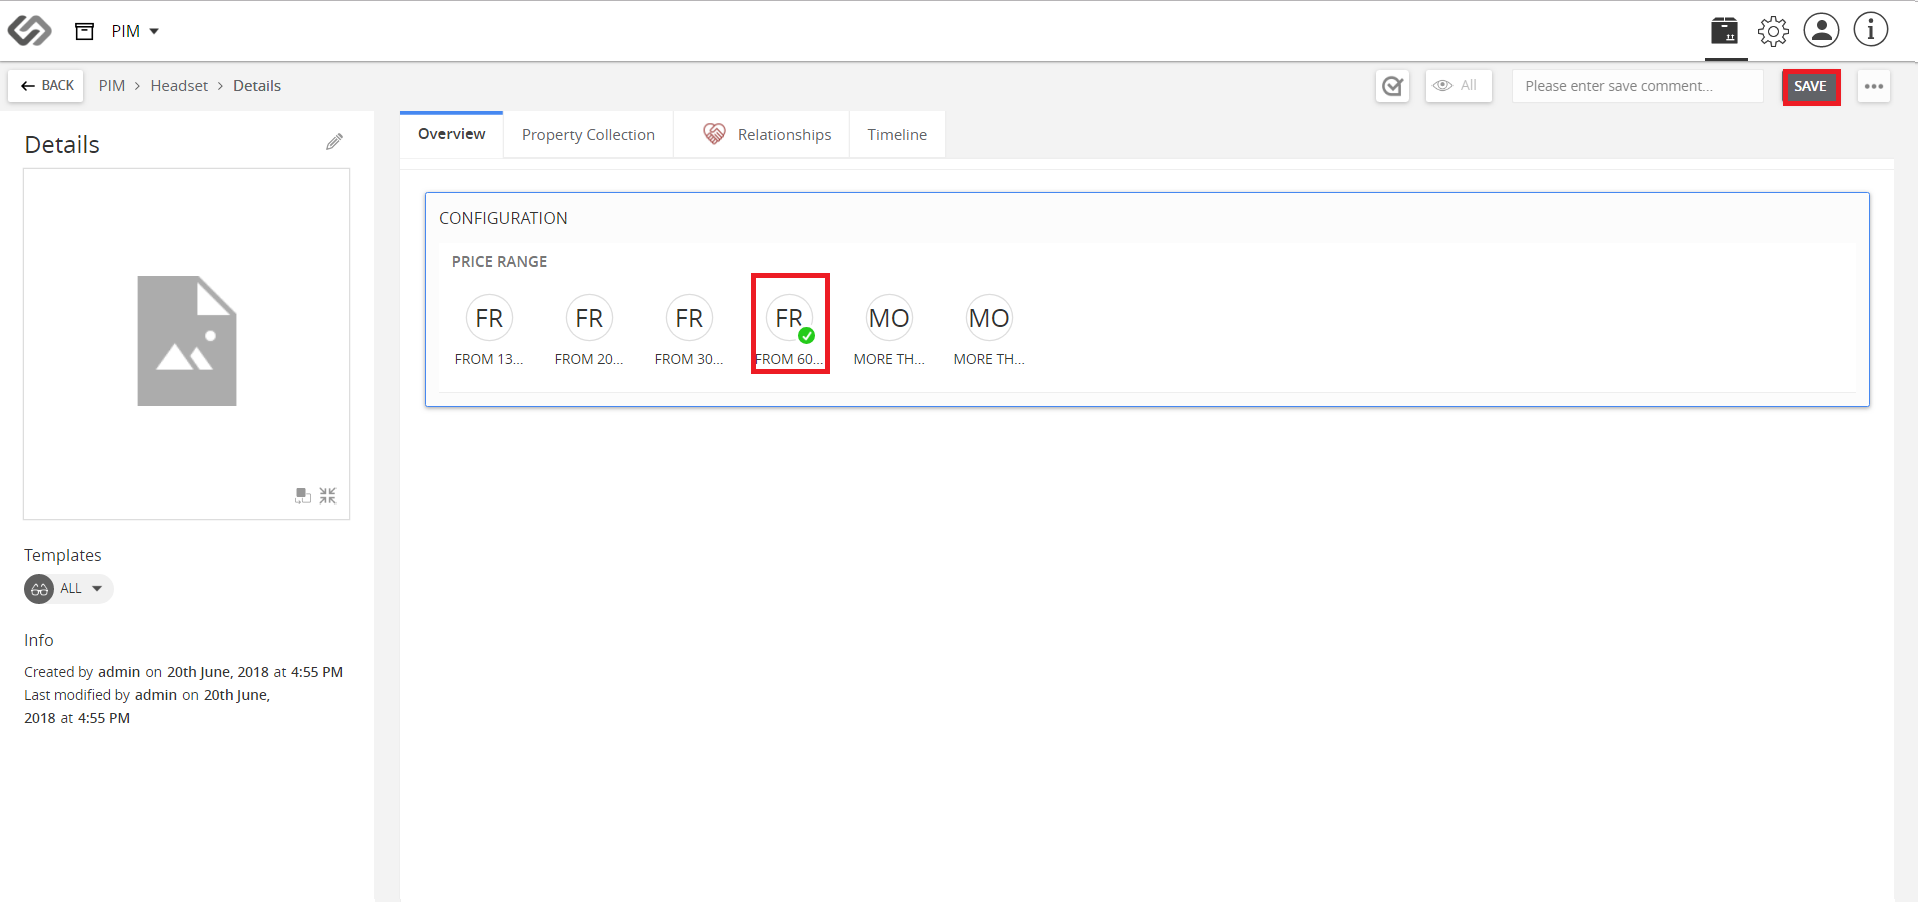 PIM
BACK PIM > Headset > Details
All
Please enter save comment...
SAVE
Details
Overview
Property Collection
Relationships
Timeline
CONFIGURATION
PRICE RANGE
FR FR FR FR MO MO
FROM 13... FROM 20... FROM 30... FROM 60... MORE TH... MORE TH...
Templates
ALL
Info
Created by admin on 20th June, 2018 at 4:55 PM
Last modified by admin on 20th June,
2018 at 4:55 PM